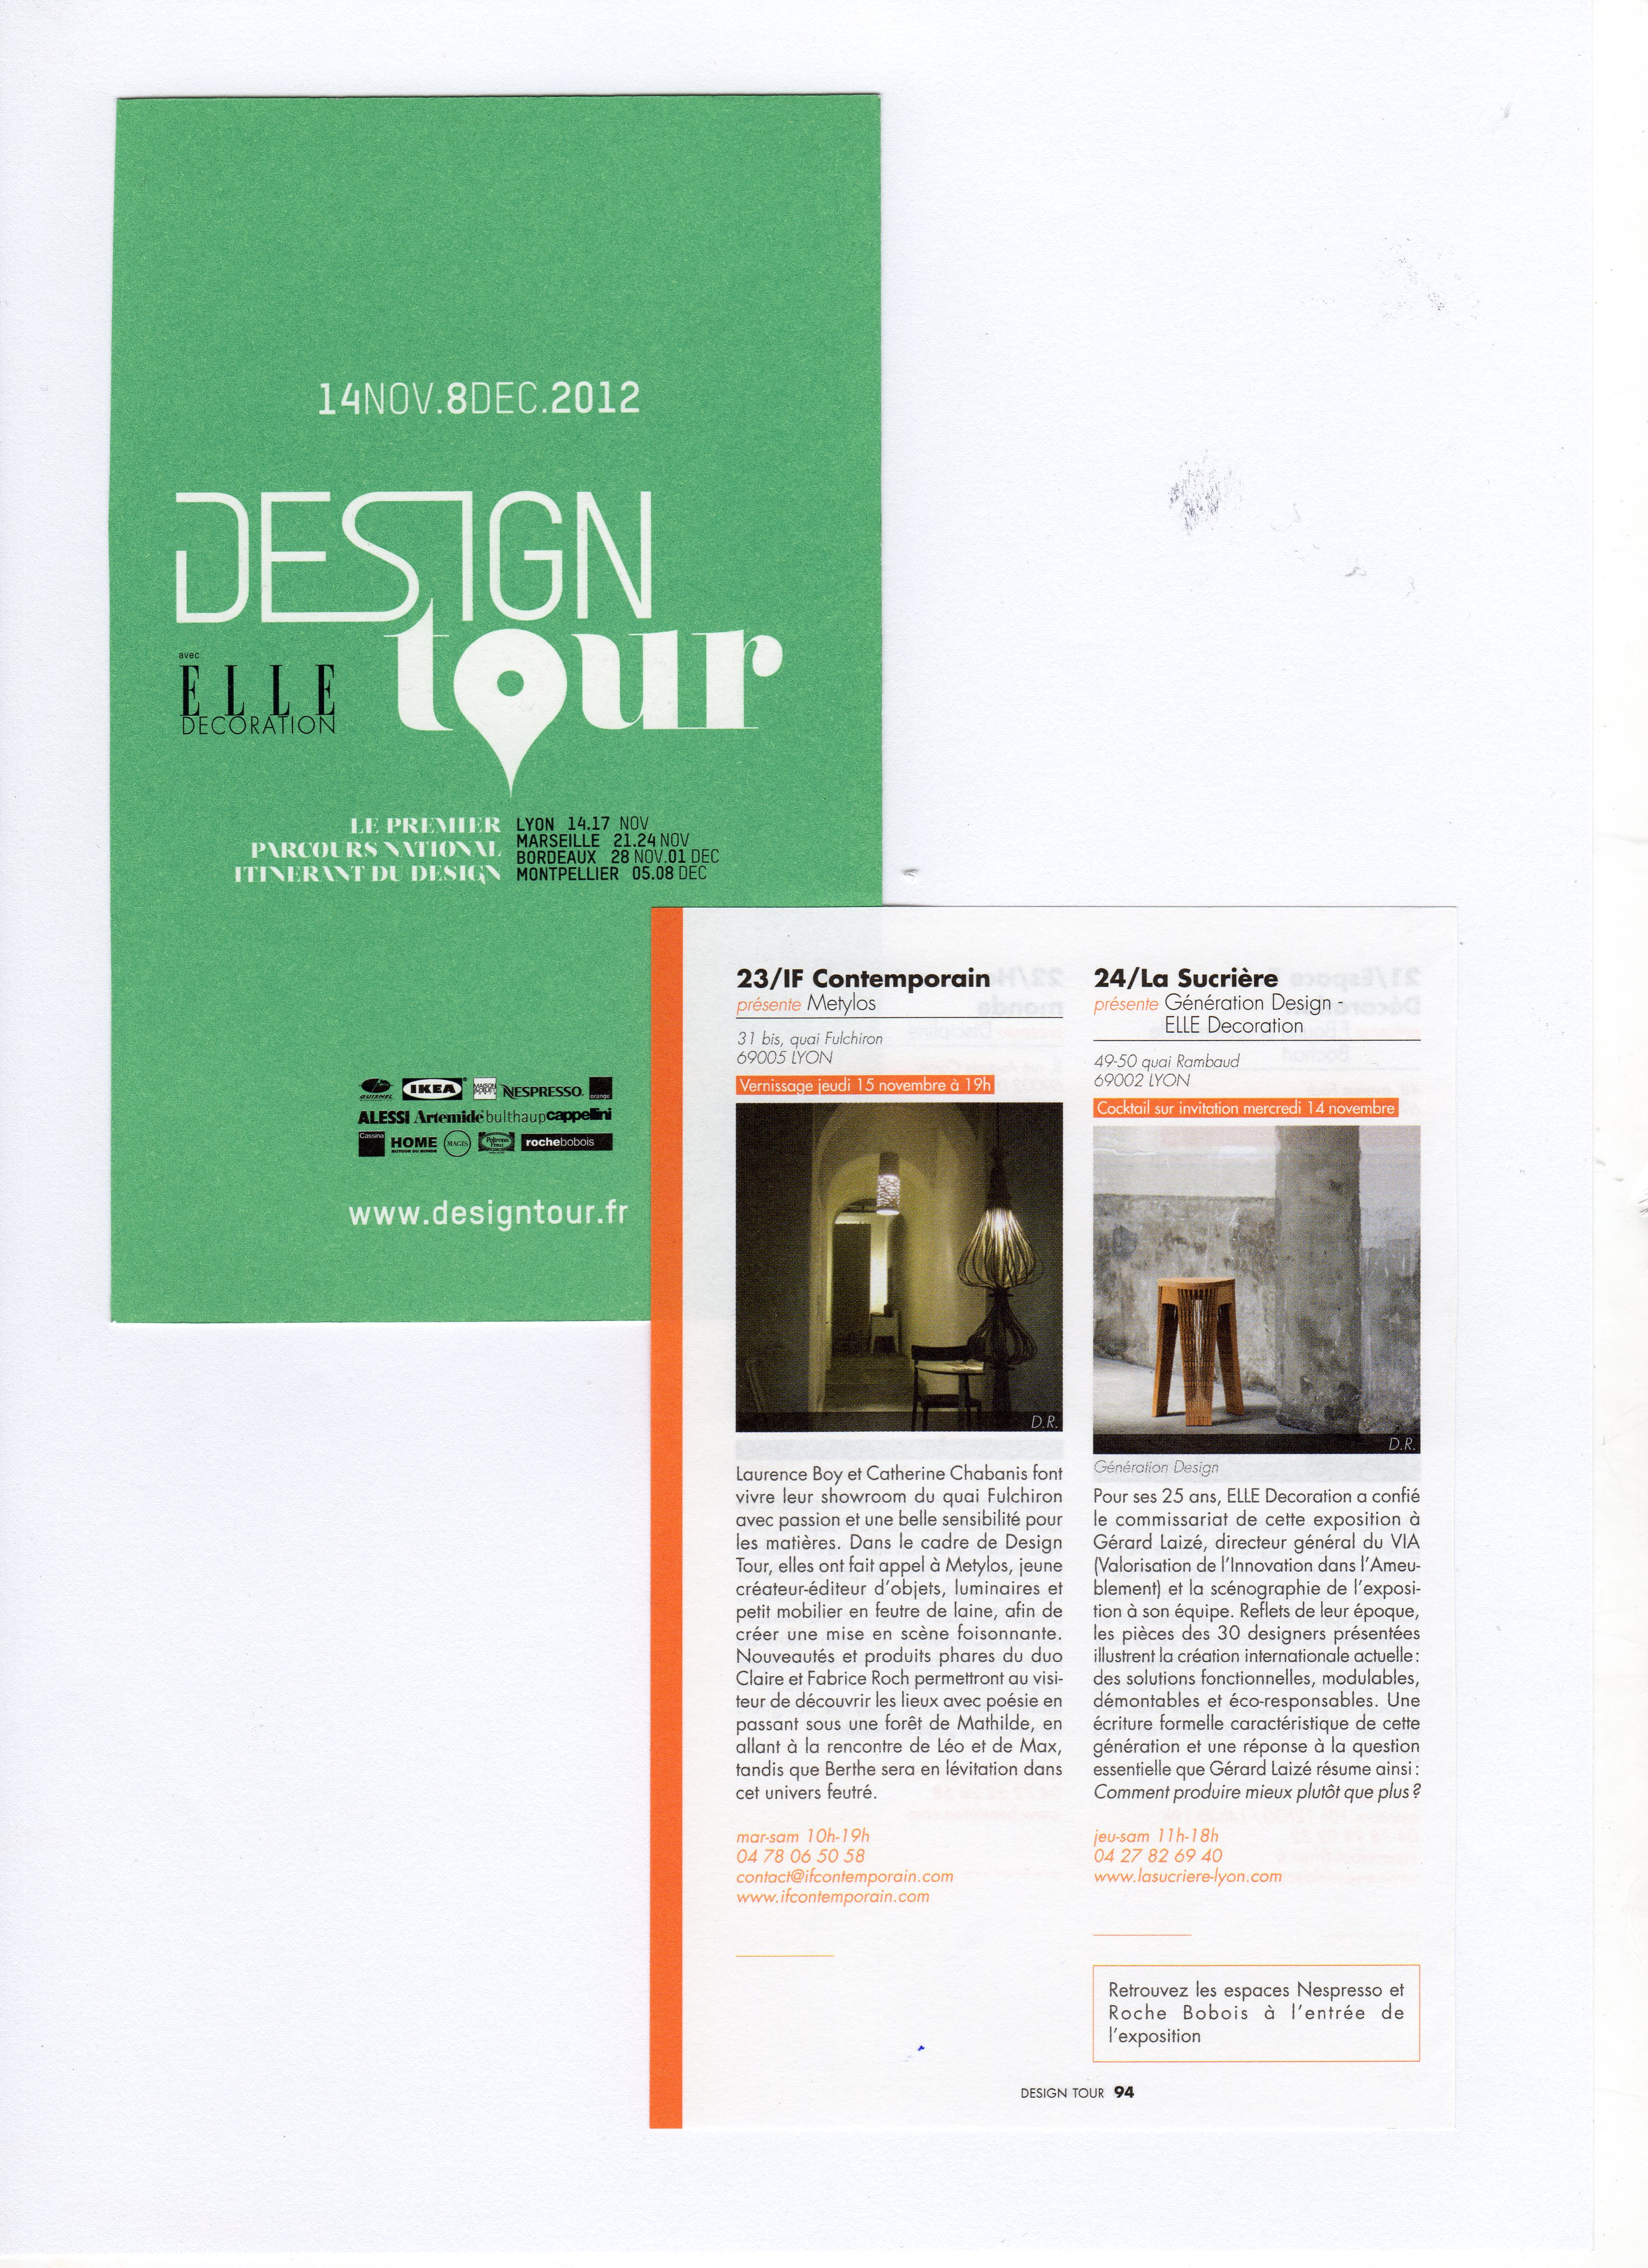 14NOV.8DEC.2012
DESIGN
tour
avec
ELLE
DECORATION
LE PREMIER
PARCOURS NATIONAL
ITINERANT DU DESIGN
LYON 14.17 NOV
MARSEILLE 21.24 NOV
BORDEAUX 28 NOV.01 DEC
MONTPELLIER 05.08 DEC
GUISNEL IKEA MAISON & OBJET NESPRESSO. orange
ALESSI Artemide bulthaup cappellini
Cassina HOME AUTOUR DU MONDE MAGIS Poltrona Frau rochebobois
www.designtour.fr
23/IF Contemporain
présente Metylos
31 bis, quai Fulchiron
69005 LYON
Vernissage jeudi 15 novembre à 19h
D.R.
Laurence Boy et Catherine Chabanis font
vivre leur showroom du quai Fulchiron
avec passion et une belle sensibilité pour
les matières. Dans le cadre de Design
Tour, elles ont fait appel à Metylos, jeune
créateur-éditeur d'objets, luminaires et
petit mobilier en feutre de laine, afin de
créer une mise en scène foisonnante.
Nouveautés et produits phares du duo
Claire et Fabrice Roch permettront au visi-
teur de découvrir les lieux avec poésie en
passant sous une forêt de Mathilde, en
allant à la rencontre de Léo et de Max,
tandis que Berthe sera en lévitation dans
cet univers feutré.
mar-sam 10h-19h
04 78 06 50 58
contact@ifcontemporain.com
www.ifcontemporain.com
24/La Sucrière
présente Génération Design -
ELLE Decoration
49-50 quai Rambaud
69002 LYON
Cocktail sur invitation mercredi 14 novembre
D.R.
Génération Design
Pour ses 25 ans, ELLE Decoration a confié
le commissariat de cette exposition à
Gérard Laizé, directeur général du VIA
(Valorisation de l'Innovation dans l'Ameu-
blement) et la scénographie de l'exposi-
tion à son équipe. Reflets de leur époque,
les pièces des 30 designers présentées
illustrent la création internationale actuelle :
des solutions fonctionnelles, modulables,
démontables et éco-responsables. Une
écriture formelle caractéristique de cette
génération et une réponse à la question
essentielle que Gérard Laizé résume ainsi :
Comment produire mieux plutôt que plus ?
jeu-sam 11h-18h
04 27 82 69 40
www.lasucriere-lyon.com
Retrouvez les espaces Nespresso et
Roche Bobois à l'entrée de
l'exposition
DESIGN TOUR 94